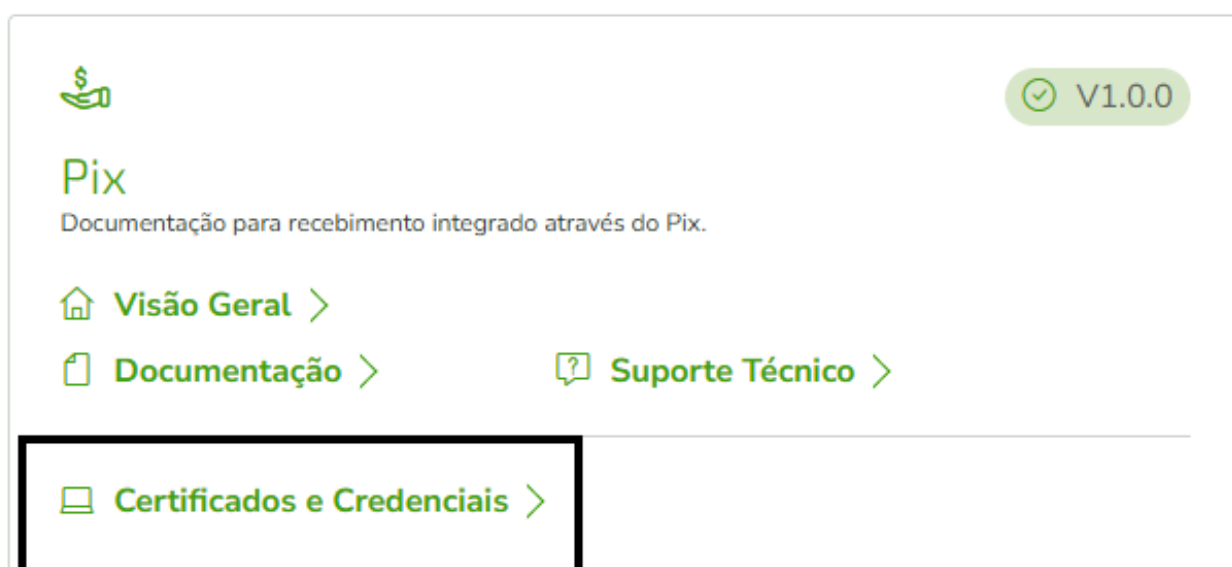 V1.0.0
Pix
Documentação para recebimento integrado através do Pix.
Visão Geral
Documentação
Suporte Técnico
Certificados e Credenciais